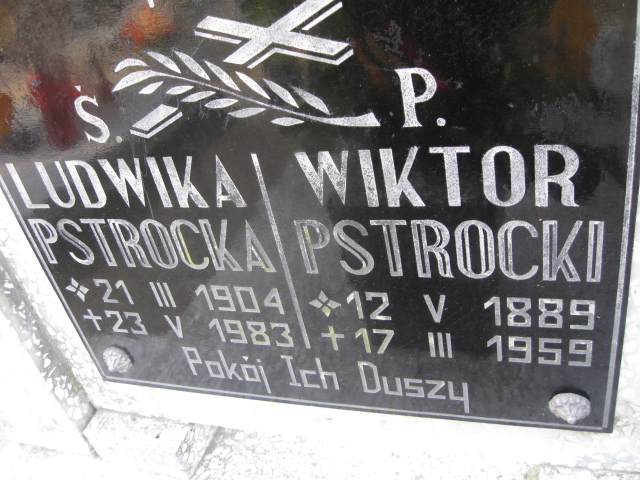 Ś. P.
LUDWIKA
PSTROCKA
21 III 1904
+23 V 1983
WIKTOR
PSTROCKI
12 V 1889
+17 III 1959
Pokój Ich Duszy